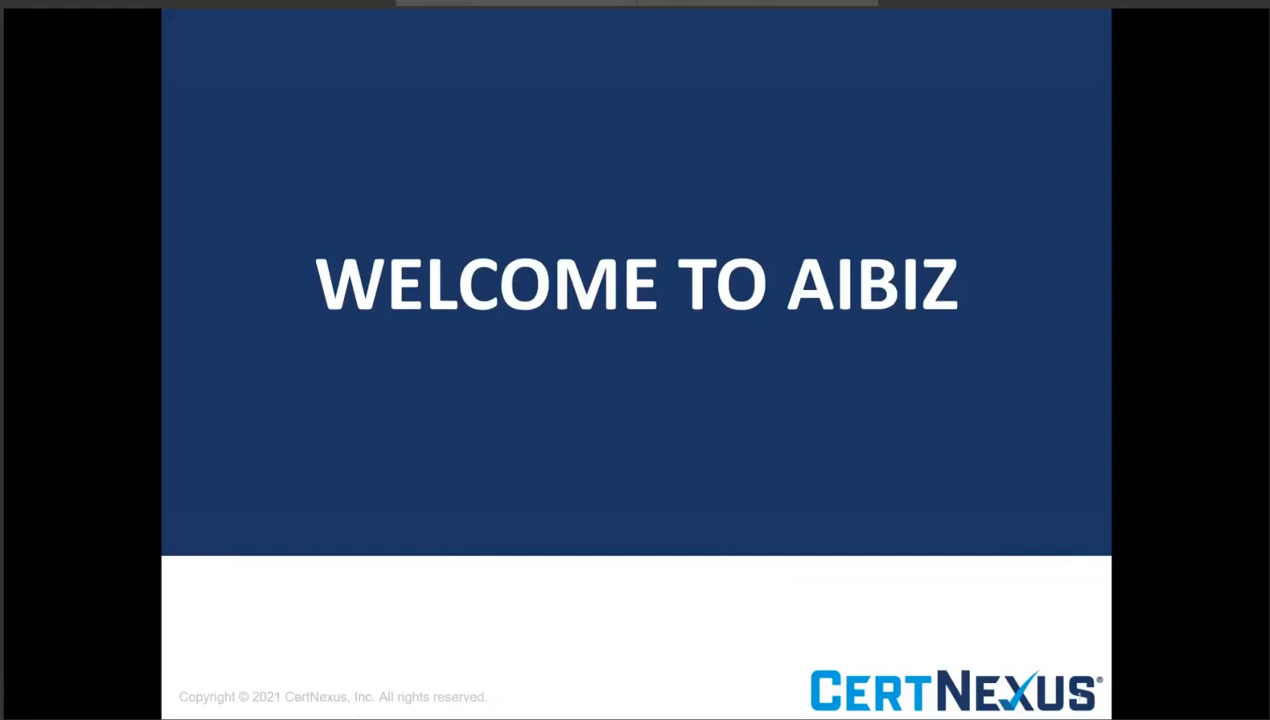 WELCOME TO AIBIZ
Copyright © 2021 CertNexus, Inc. All rights reserved.
CERTNEXUS®